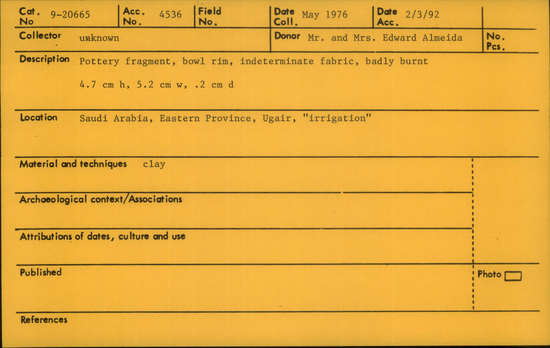 Cat. No 9-20665 Acc. No. 4536 Field No. Date Coll. May 1976 Date Acc. 2/3/92
Collector unknown Donor Mr. and Mrs. Edward Almeida No. Pcs.
Description Pottery fragment, bowl rim, indeterminate fabric, badly burnt
4.7 cm h, 5.2 cm w, .2 cm d
Location Saudi Arabia, Eastern Province, Ugair, "irrigation"
Material and techniques clay
Archaeological context/Associations
Attributions of dates, culture and use
Published Photo
References